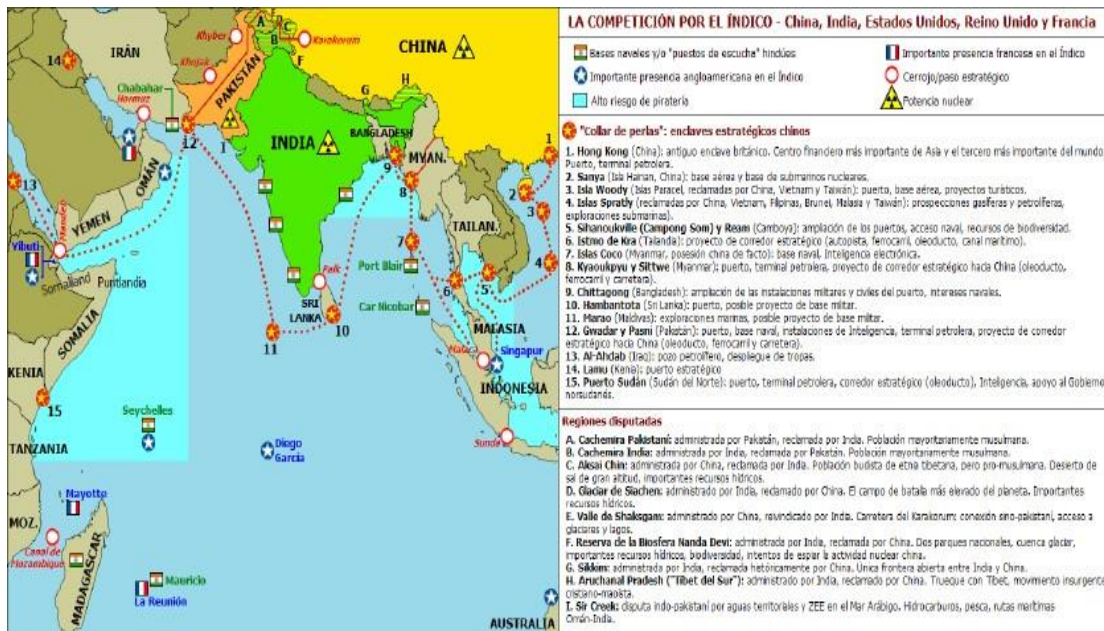 IRÁN
14
Chabahar
Hormuz
Khyber
Khojak
PAKISTÁN
A
C
B
Karakorum
F
CHINA
G
H
BANGLADESH
INDIA
I
12
OMÁN
13
YEMEN
Mandeb
Yibuti
Somaliland
Puntlandia
SOMALIA
KENIA
15
TANZANIA
Seychelles
Diego
García
Mayotte
MOZ.
Canal de
Mozambique
MADAGASCAR
Mauricio
La Reunión
9
MYAN.
8
TAILAN.
7
Port Blair
Car Nicobar
6
5
Palk
SRI
LANKA
10
11
MALASIA
Malaca
Singapur
INDONESIA
Sunda
AUSTRALIA
1
2
3
4
LA COMPETICIÓN POR EL ÍNDICO - China, India, Estados Unidos, Reino Unido y Francia
Bases navales y/o "puestos de escucha" hindúes
Importante presencia francesa en el Índico
Importante presencia angloamericana en el Índico
Cerrojo/paso estratégico
Alto riesgo de piratería
Potencia nuclear
"Collar de perlas": enclaves estratégicos chinos
1. Hong Kong (China): antiguo enclave británico. Centro financiero más importante de Asia y el tercero más importante del mundo.
Puerto, terminal petrolera.
2. Sanya (Isla Hainan, China): base aérea y base de submarinos nucleares.
3. Isla Woody (Islas Paracel, reclamadas por China, Vietnam y Taiwán): puerto, base aérea, proyectos turísticos.
4. Islas Spratly (reclamadas por China, Vietnam, Filipinas, Brunei, Malasia y Taiwán): prospecciones gasíferas y petrolíferas,
exploraciones submarinas).
5. Sihanoukville (Campong Som) y Ream (Camboya): ampliación de los puertos, acceso naval, recursos de biodiversidad.
6. Istmo de Kra (Tailandia): proyecto de corredor estratégico (autopista, ferrocarril, oleoducto, canal marítimo).
7. Islas Coco (Myanmar, posesión china de facto): base naval. Inteligencia electrónica.
8. Kyaoukpyu y Sittwe (Myanmar): puerto, terminal petrolera, proyecto de corredor estratégico hacia China (oleoducto,
ferrocarril y carretera).
9. Chittagong (Bangladesh): ampliación de las instalaciones militares y civiles del puerto, intereses navales.
10. Hambantota (Sri Lanka): puerto, posible proyecto de base militar.
11. Marao (Maldivas): exploraciones marinas, posible proyecto de base militar.
12. Gwadar y Pasni (Pakistán): puerto, base naval, instalaciones de Inteligencia, terminal petrolera, proyecto de corredor
estratégico hacia China (oleoducto, ferrocarril y carretera).
13. Al-Ahdab (Iraq): pozo petrolífero, despliegue de tropas.
14. Lamu (Kenia): puerto estratégico
15. Puerto Sudán (Sudán del Norte): puerto, terminal petrolera, corredor estratégico (oleoducto), Inteligencia, apoyo al Gobierno
norsudanés.
Regiones disputadas
A. Cachemira Pakistaní: administrada por Pakistán, reclamada por India. Población mayoritariamente musulmana.
B. Cachemira India: administrada por India, reclamada por Pakistán. Población mayoritariamente musulmana.
C. Aksai Chin: administrada por China, reclamada por India. Población budista de etnia tibetana, pero pro-musulmana. Desierto de
sal de gran altitud, importantes recursos hídricos.
D. Glaciar de Siachen: administrado por India, reclamado por China. El campo de batalla más elevado del planeta. Importantes
recursos hídricos.
E. Valle de Shaksgam: administrado por China, reivindicado por India. Carretera del Karakorum: conexión sino-pakistaní, acceso a
glaciares y lagos.
F. Reserva de la Biosfera Nanda Devi: administrada por India, reclamada por China. Dos parques nacionales, cuenca glaciar,
importantes recursos hídricos, biodiversidad, intentos de espiar la actividad nuclear china.
G. Sikkim: administrada por India, reclamada históricamente por China. Única frontera abierta entre India y China.
H. Aruchanal Pradesh ("Tíbet del Sur"): administrado por India, reclamado por China. Trueque con Tíbet, movimiento insurgente
cristiano-maoísta.
I. Sir Creek: disputa indo-pakistaní por aguas territoriales y ZEE en el Mar Arábigo. Hidrocarburos, pesca, rutas marítimas
Omán-India.